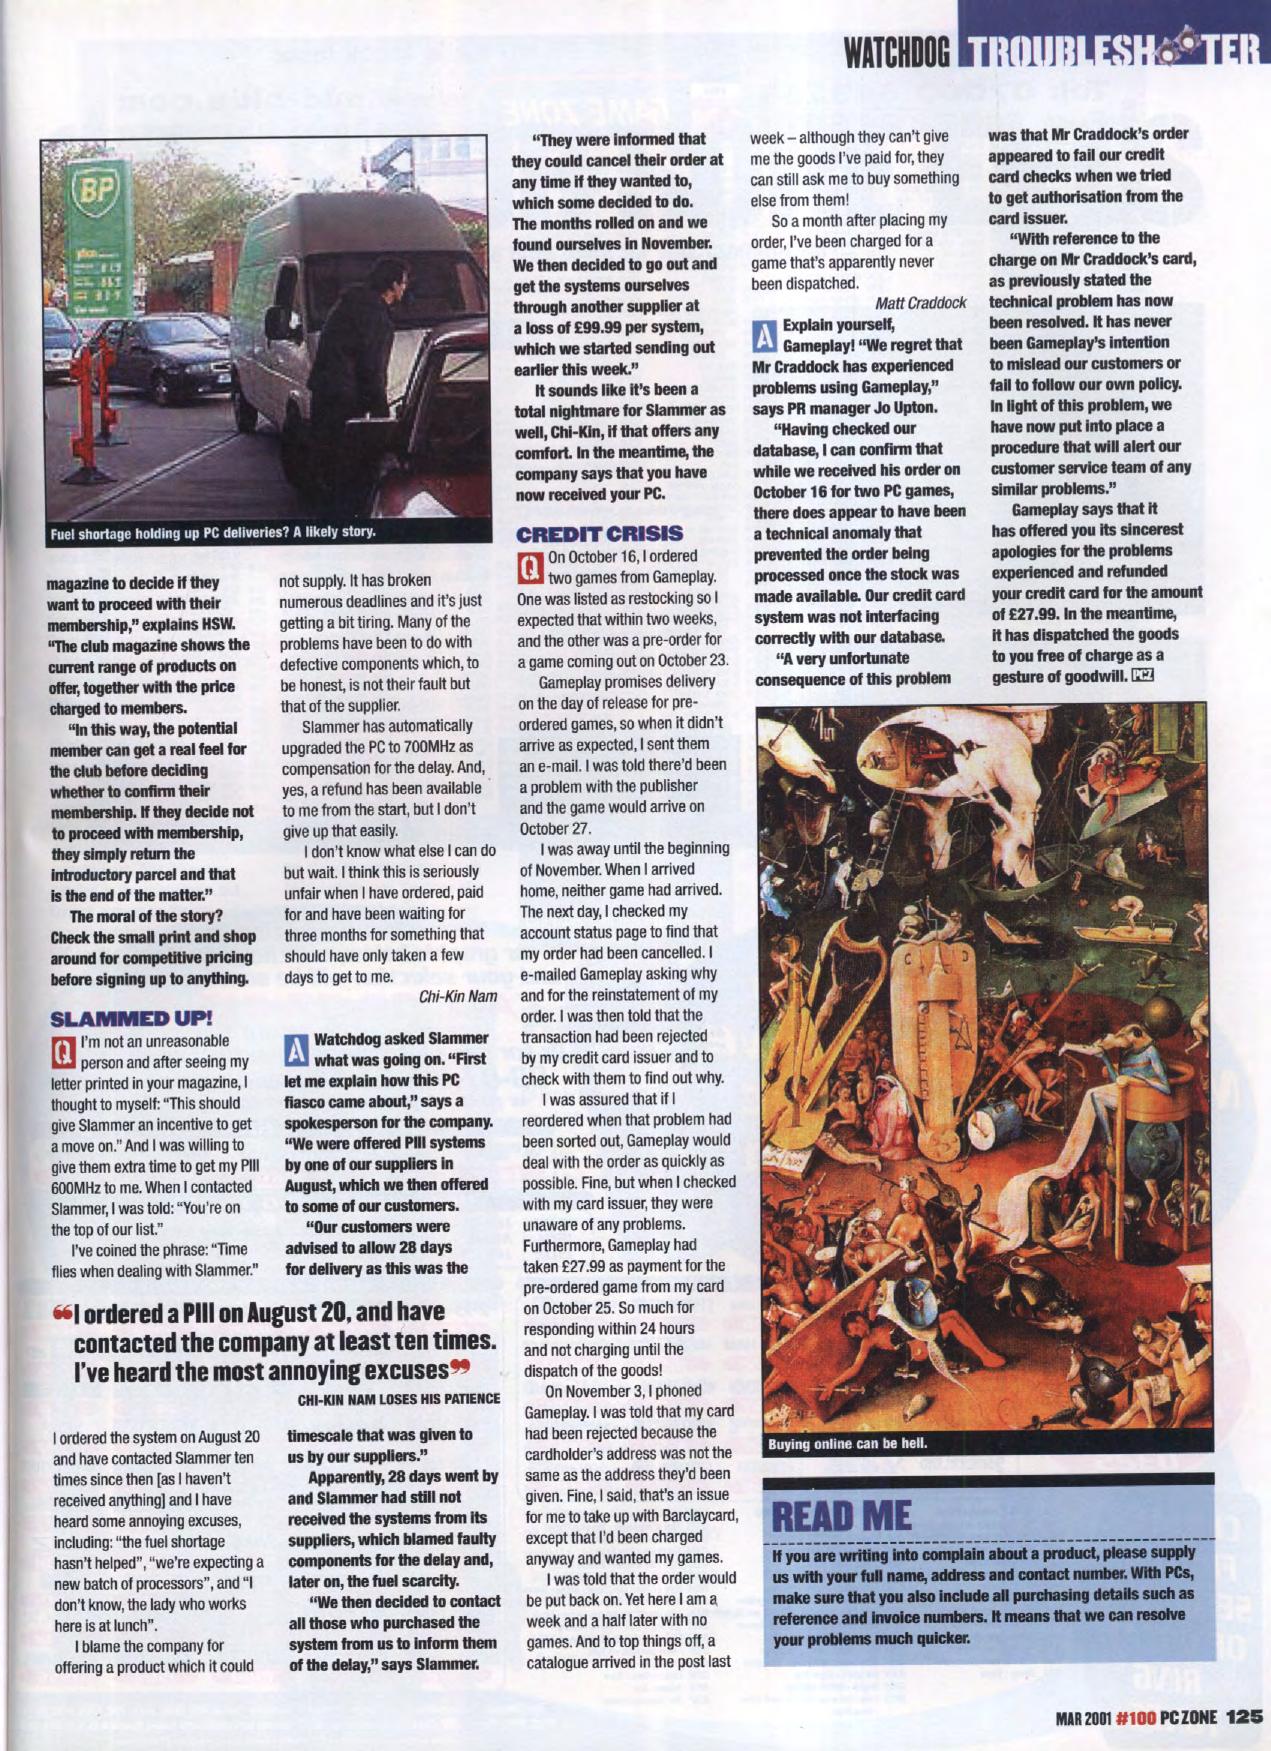 WATCHDOG TROUBLESHOOTER
BP
Fuel shortage holding up PC deliveries? A likely story.
magazine to decide if they
want to proceed with their
membership,” explains HSW.
“The club magazine shows the
current range of products on
offer, together with the price
charged to members.
“In this way, the potential
member can get a real feel for
the club before deciding
whether to confirm their
membership. If they decide not
to proceed with membership,
they simply return the
introductory parcel and that
is the end of the matter.”
The moral of the story?
Check the small print and shop
around for competitive pricing
before signing up to anything.
SLAMMED UP!
Q I'm not an unreasonable
person and after seeing my
letter printed in your magazine, I
thought to myself: “This should
give Slammer an incentive to get
a move on.” And I was willing to
give them extra time to get my PIII
600MHz to me. When I contacted
Slammer, I was told: “You're on
the top of our list.”
I've coined the phrase: “Time
flies when dealing with Slammer.”
“I ordered a PIII on August 20, and have
contacted the company at least ten times.
I've heard the most annoying excuses”
CHI-KIN NAM LOSES HIS PATIENCE
I ordered the system on August 20
and have contacted Slammer ten
times since then [as I haven't
received anything] and I have
heard some annoying excuses,
including: “the fuel shortage
hasn't helped”, “we're expecting a
new batch of processors”, and “I
don't know, the lady who works
here is at lunch”.
I blame the company for
offering a product which it could
not supply. It has broken
numerous deadlines and it's just
getting a bit tiring. Many of the
problems have been to do with
defective components which, to
be honest, is not their fault but
that of the supplier.
Slammer has automatically
upgraded the PC to 700MHz as
compensation for the delay. And,
yes, a refund has been available
to me from the start, but I don't
give up that easily.
I don't know what else I can do
but wait. I think this is seriously
unfair when I have ordered, paid
for and have been waiting for
three months for something that
should have only taken a few
days to get to me.
Chi-Kin Nam
A Watchdog asked Slammer
what was going on. “First
let me explain how this PC
fiasco came about,” says a
spokesperson for the company.
“We were offered PIII systems
by one of our suppliers in
August, which we then offered
to some of our customers.
“Our customers were
advised to allow 28 days
for delivery as this was the
timescale that was given to
us by our suppliers.”
Apparently, 28 days went by
and Slammer had still not
received the systems from its
suppliers, which blamed faulty
components for the delay and,
later on, the fuel scarcity.
“We then decided to contact
all those who purchased the
system from us to inform them
of the delay,” says Slammer.
“They were informed that
they could cancel their order at
any time if they wanted to,
which some decided to do.
The months rolled on and we
found ourselves in November.
We then decided to go out and
get the systems ourselves
through another supplier at
a loss of £99.99 per system,
which we started sending out
earlier this week.”
It sounds like it's been a
total nightmare for Slammer as
well, Chi-Kin, if that offers any
comfort. In the meantime, the
company says that you have
now received your PC.
CREDIT CRISIS
Q On October 16, I ordered
two games from Gameplay.
One was listed as restocking so I
expected that within two weeks,
and the other was a pre-order for
a game coming out on October 23.
Gameplay promises delivery
on the day of release for pre-
ordered games, so when it didn't
arrive as expected, I sent them
an e-mail. I was told there'd been
a problem with the publisher
and the game would arrive on
October 27.
I was away until the beginning
of November. When I arrived
home, neither game had arrived.
The next day, I checked my
account status page to find that
my order had been cancelled. I
e-mailed Gameplay asking why
and for the reinstatement of my
order. I was then told that the
transaction had been rejected
by my credit card issuer and to
check with them to find out why.
I was assured that if I
reordered when that problem had
been sorted out, Gameplay would
deal with the order as quickly as
possible. Fine, but when I checked
with my card issuer, they were
unaware of any problems.
Furthermore, Gameplay had
taken £27.99 as payment for the
pre-ordered game from my card
on October 25. So much for
responding within 24 hours
and not charging until the
dispatch of the goods!
On November 3, I phoned
Gameplay. I was told that my card
had been rejected because the
cardholder's address was not the
same as the address they'd been
given. Fine, I said, that's an issue
for me to take up with Barclaycard,
except that I'd been charged
anyway and wanted my games.
I was told that the order would
be put back on. Yet here I am a
week and a half later with no
games. And to top things off, a
catalogue arrived in the post last
week – although they can't give
me the goods I've paid for, they
can still ask me to buy something
else from them!
So a month after placing my
order, I've been charged for a
game that's apparently never
been dispatched.
Matt Craddock
A Explain yourself,
Gameplay! “We regret that
Mr Craddock has experienced
problems using Gameplay,”
says PR manager Jo Upton.
“Having checked our
database, I can confirm that
while we received his order on
October 16 for two PC games,
there does appear to have been
a technical anomaly that
prevented the order being
processed once the stock was
made available. Our credit card
system was not interfacing
correctly with our database.
“A very unfortunate
consequence of this problem
was that Mr Craddock's order
appeared to fail our credit
card checks when we tried
to get authorisation from the
card issuer.
“With reference to the
charge on Mr Craddock's card,
as previously stated the
technical problem has now
been resolved. It has never
been Gameplay's intention
to mislead our customers or
fail to follow our own policy.
In light of this problem, we
have now put into place a
procedure that will alert our
customer service team of any
similar problems.”
Gameplay says that it
has offered you its sincerest
apologies for the problems
experienced and refunded
your credit card for the amount
of £27.99. In the meantime,
it has dispatched the goods
to you free of charge as a
gesture of goodwill. PCZ
Buying online can be hell.
READ ME
If you are writing into complain about a product, please supply
us with your full name, address and contact number. With PCs,
make sure that you also include all purchasing details such as
reference and invoice numbers. It means that we can resolve
your problems much quicker.
MAR 2001 #100 PC ZONE 125